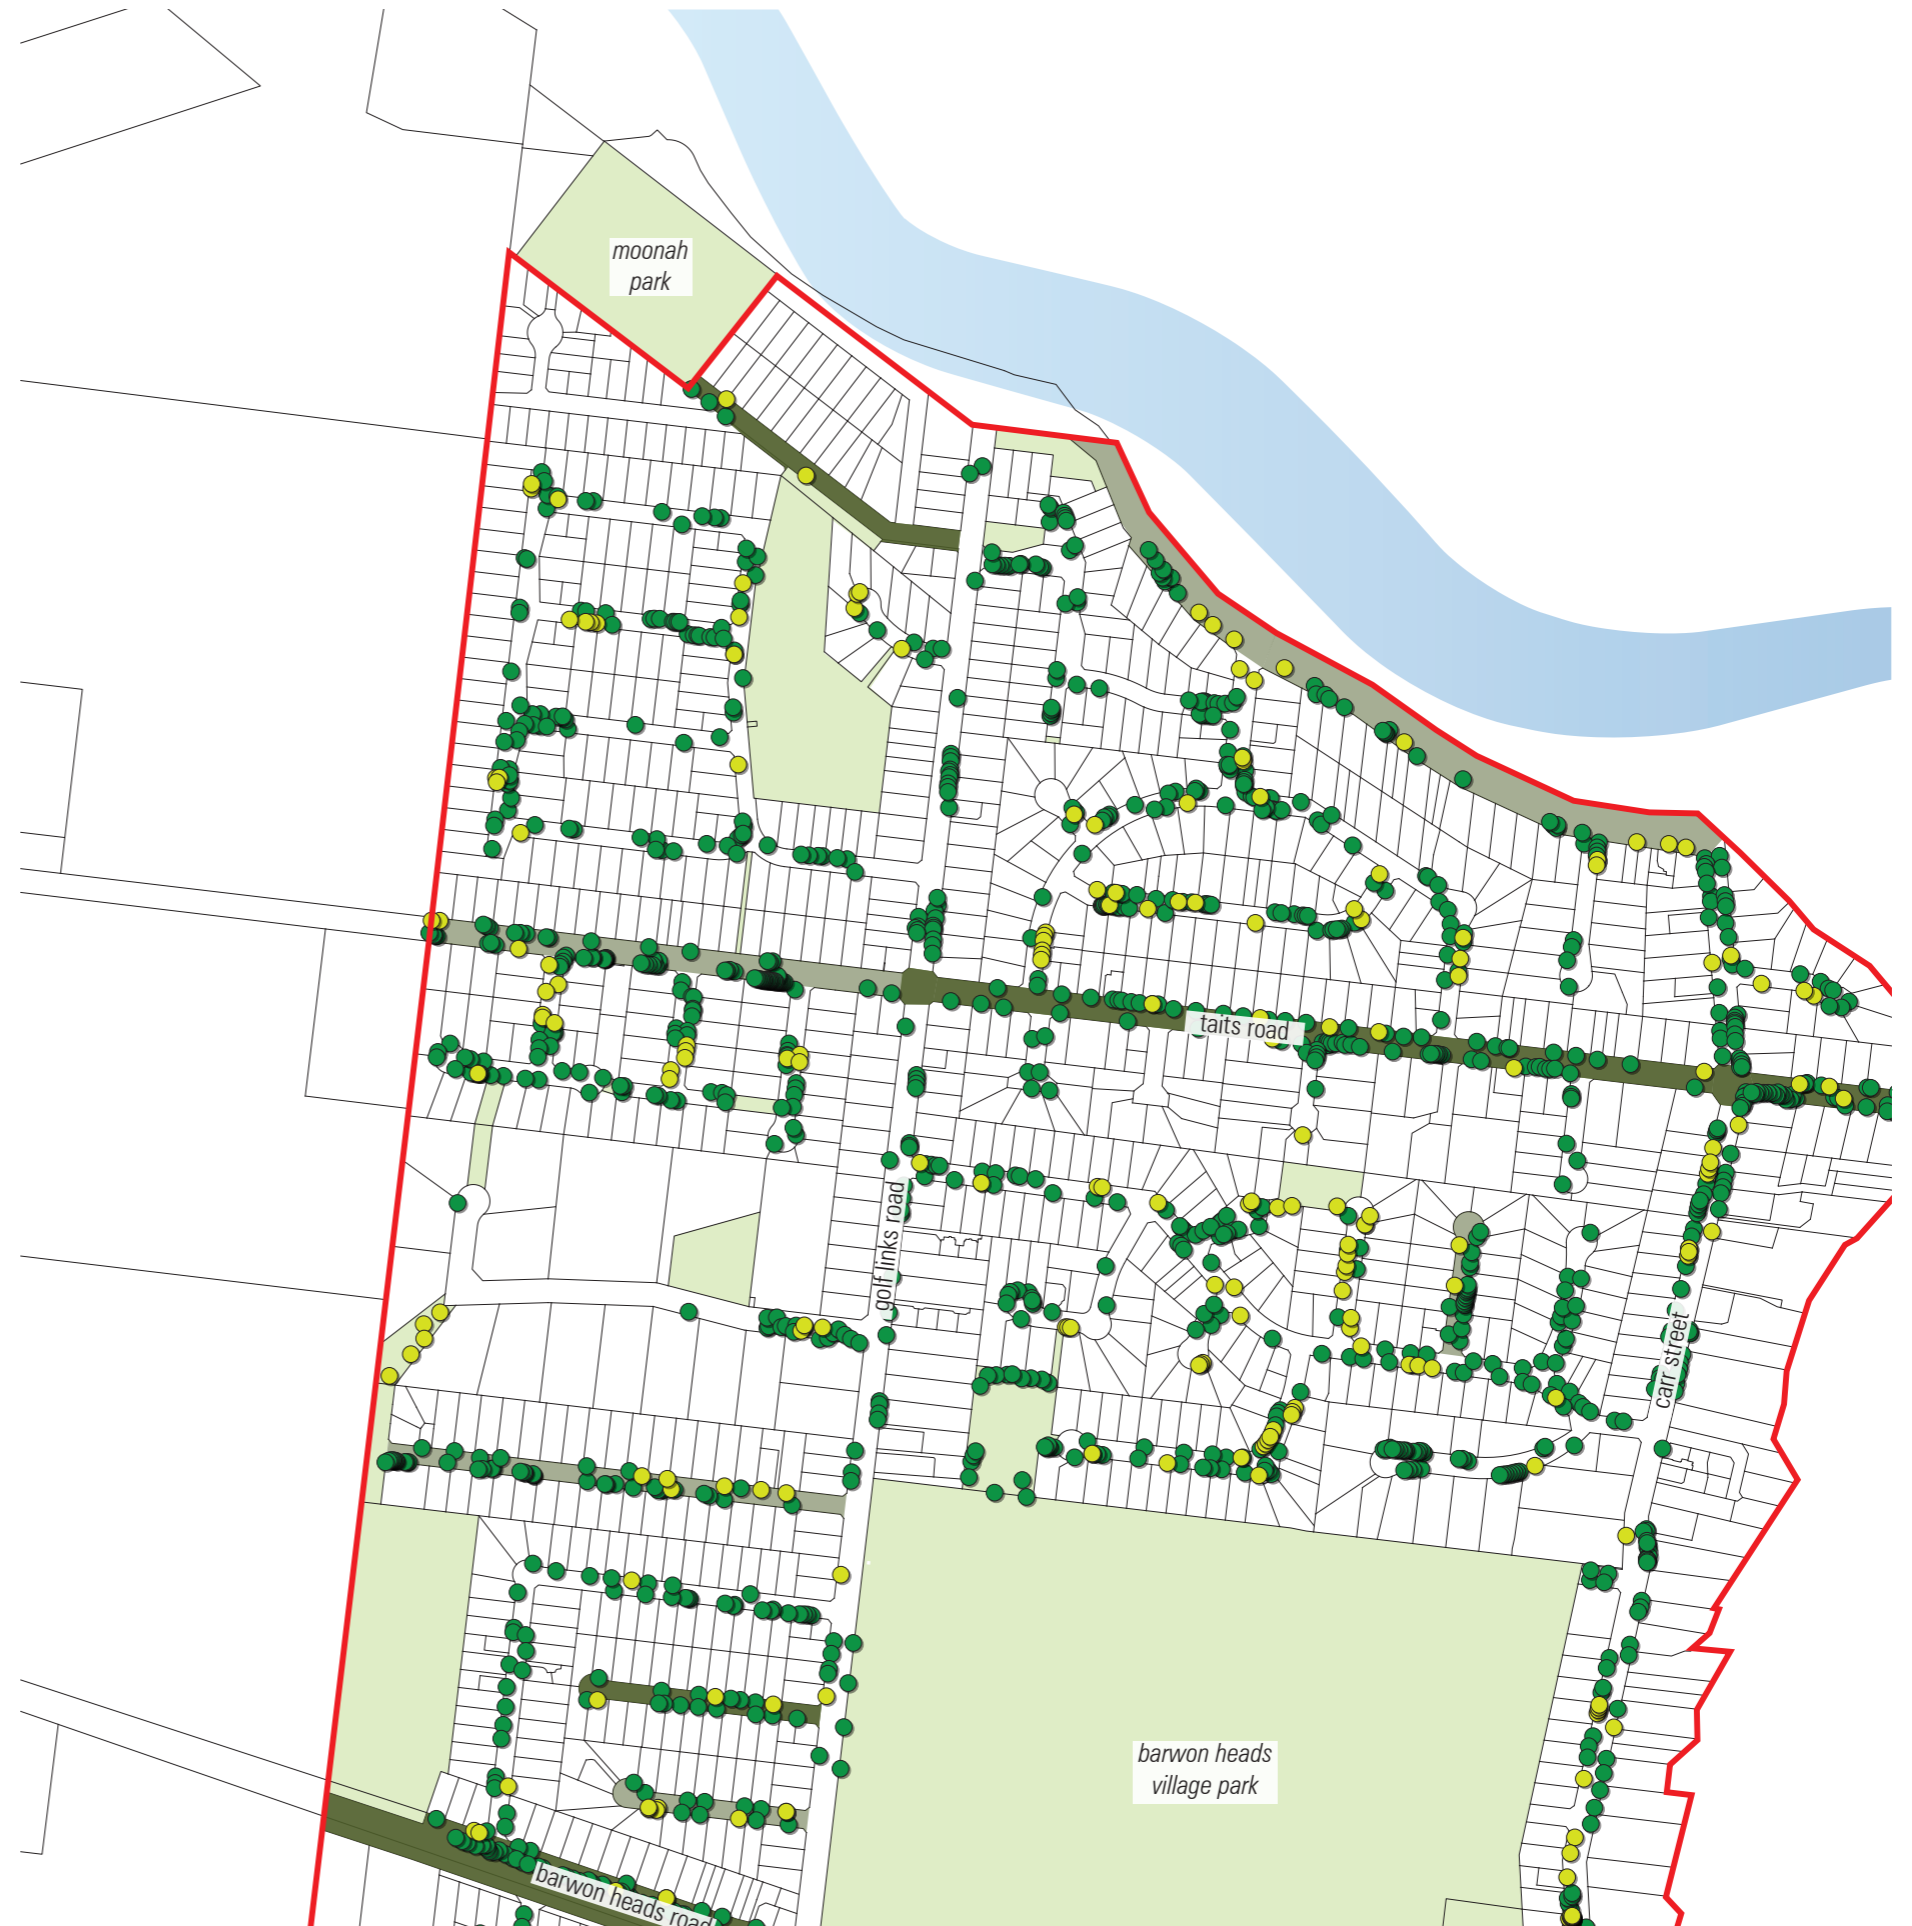 moonah
park
taits road
golf links road
carr street
barwon heads
village park
barwon heads road